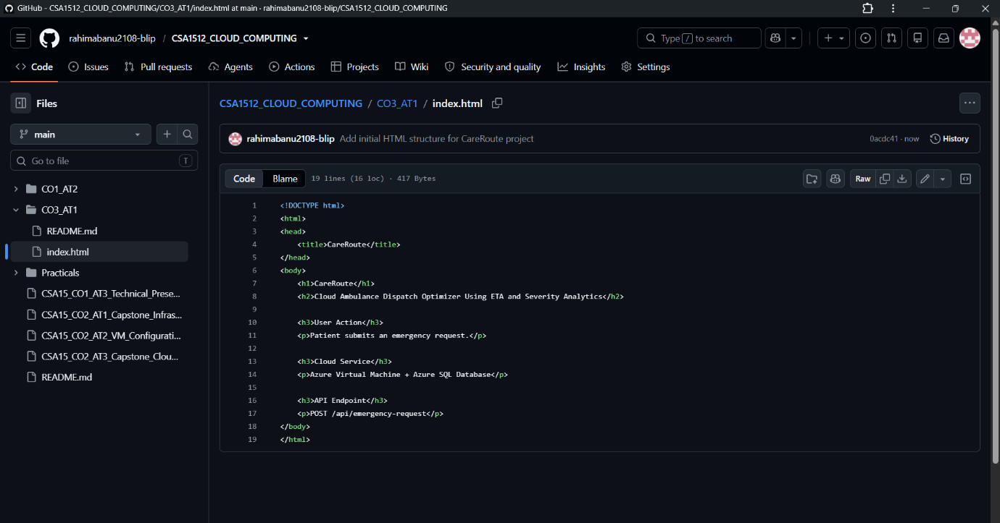 GitHub - CSA1512_CLOUD_COMPUTING/CO3_AT1/index.html at main · rahimabanu2108-blip/CSA1512_CLOUD_COMPUTING
rahimabanu2108-blip / CSA1512_CLOUD_COMPUTING
Type / to search
Code Issues Pull requests Agents Actions Projects Wiki Security and quality Insights Settings
Files
CSA1512_CLOUD_COMPUTING / CO3_AT1 / index.html
main
rahimabanu2108-blip Add initial HTML structure for CareRoute project 0acdc41 · now History
Go to file T
Code Blame 19 lines (16 loc) · 417 Bytes Raw
CO1_AT2
CO3_AT1
README.md
index.html
Practicals
CSA15_CO1_AT3_Technical_Prese...
CSA15_CO2_AT1_Capstone_Infras...
CSA15_CO2_AT2_VM_Configurati...
CSA15_CO2_AT3_Capstone_Clou...
README.md
1 <!DOCTYPE html>
2 <html>
3 <head>
4 <title>CareRoute</title>
5 </head>
6 <body>
7 <h1>CareRoute</h1>
8 <h2>Cloud Ambulance Dispatch Optimizer Using ETA and Severity Analytics</h2>
9
10 <h3>User Action</h3>
11 <p>Patient submits an emergency request.</p>
12
13 <h3>Cloud Service</h3>
14 <p>Azure Virtual Machine + Azure SQL Database</p>
15
16 <h3>API Endpoint</h3>
17 <p>POST /api/emergency-request</p>
18 </body>
19 </html>